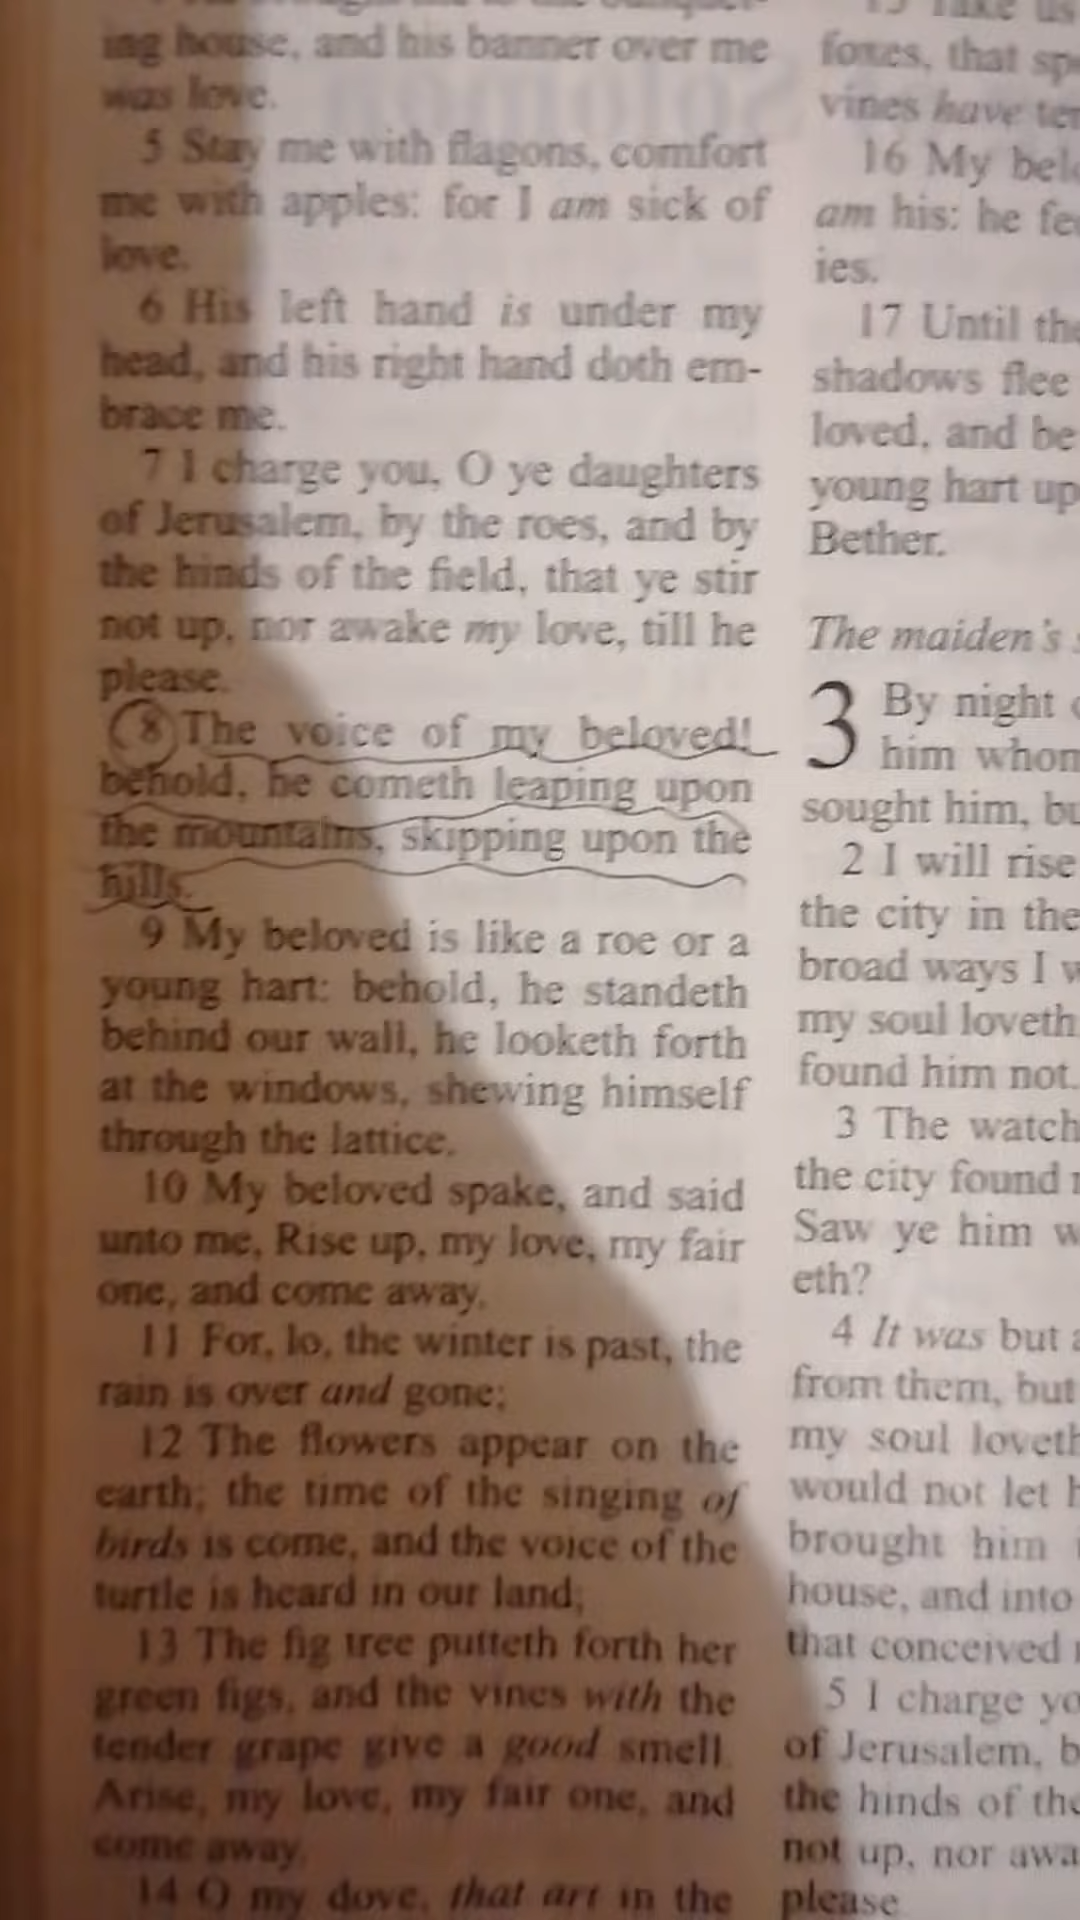 ing house, and his banner over me
was love.
5 Stay me with flagons, comfort
me with apples: for I am sick of
love.
6 His left hand is under my
head, and his right hand doth em-
brace me.
7 I charge you, O ye daughters
of Jerusalem, by the roes, and by
the hinds of the field, that ye stir
not up, nor awake my love, till he
please.
8 The voice of my beloved!
behold, he cometh leaping upon
the mountains, skipping upon the
hills.
9 My beloved is like a roe or a
young hart: behold, he standeth
behind our wall, he looketh forth
at the windows, shewing himself
through the lattice.
10 My beloved spake, and said
unto me, Rise up, my love, my fair
one, and come away.
11 For, lo, the winter is past, the
rain is over and gone;
12 The flowers appear on the
earth; the time of the singing of
birds is come, and the voice of the
turtle is heard in our land;
13 The fig tree putteth forth her
green figs, and the vines with the
tender grape give a good smell.
Arise, my love, my fair one, and
come away.
14 O my dove, that art in the
15 Take us
foxes, that
vines have
16 My
am his: he
ies.
17 Until
shadows flee
loved, and be
young hart
Bether.
The maiden's
3 By night
him
sought him,
2 I will rise
the city in the
broad ways I
my soul loveth
found him not.
3 The
the city found
Saw ye him
eth?
4 It was but
from them, but
my soul
would not let
brought him
house, and into
that conceived
5 I charge
of Jerusalem,
the hinds of
not up, nor
please